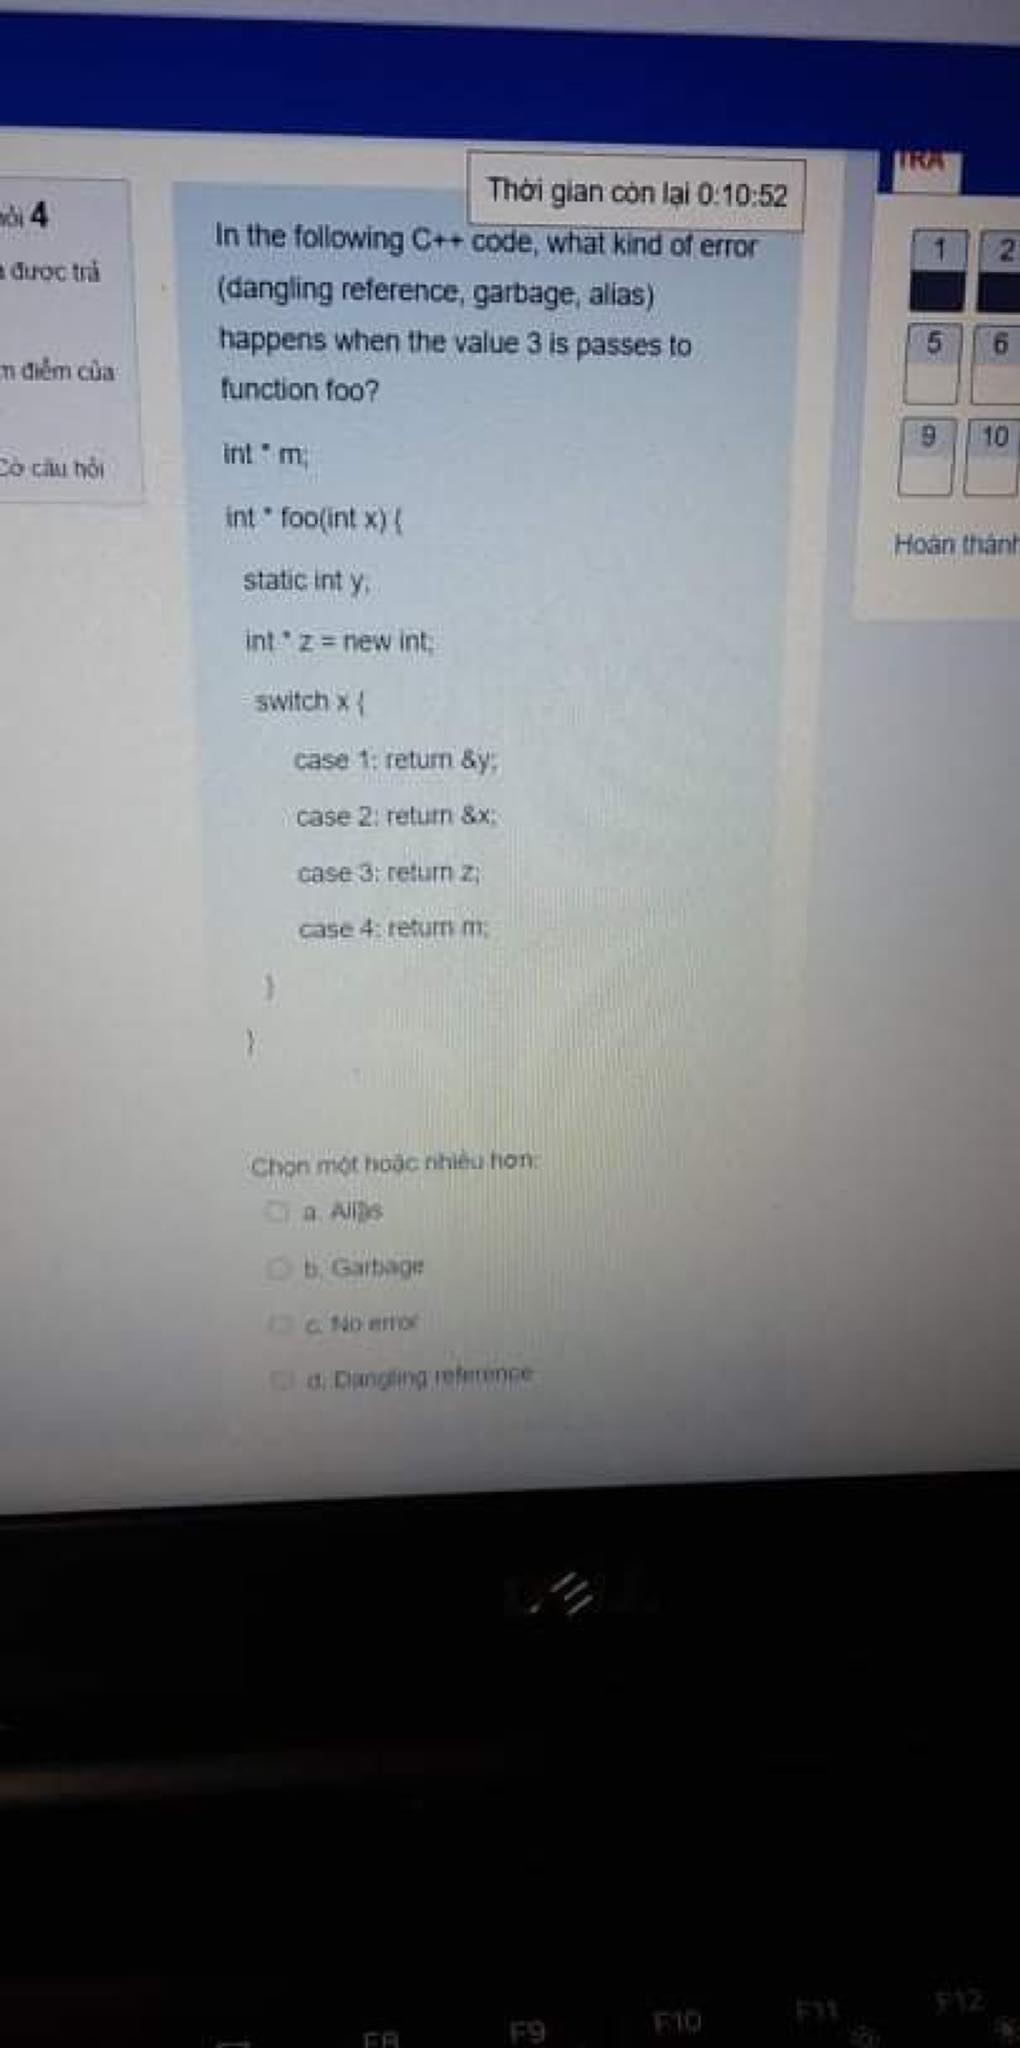 TRA
Thời gian còn lại 0:10:52
4
được trả
điểm của
câu hỏi
In the following C++ code, what kind of error
(dangling reference, garbage, alias)
happens when the value 3 is passes to
function foo?
int * m;
int * foo(int x) {
static int y;
int * z = new int;
switch x {
case 1: return &y;
case 2: return &x;
case 3: return z;
case 4: return m;
}
}
Chọn một hoặc nhiều hơn:
a. Alias
b. Garbage
c. No error
d. Dangling reference
1 2
5 6
9 10
Hoàn thành
F8 F9 F10 F11 F12